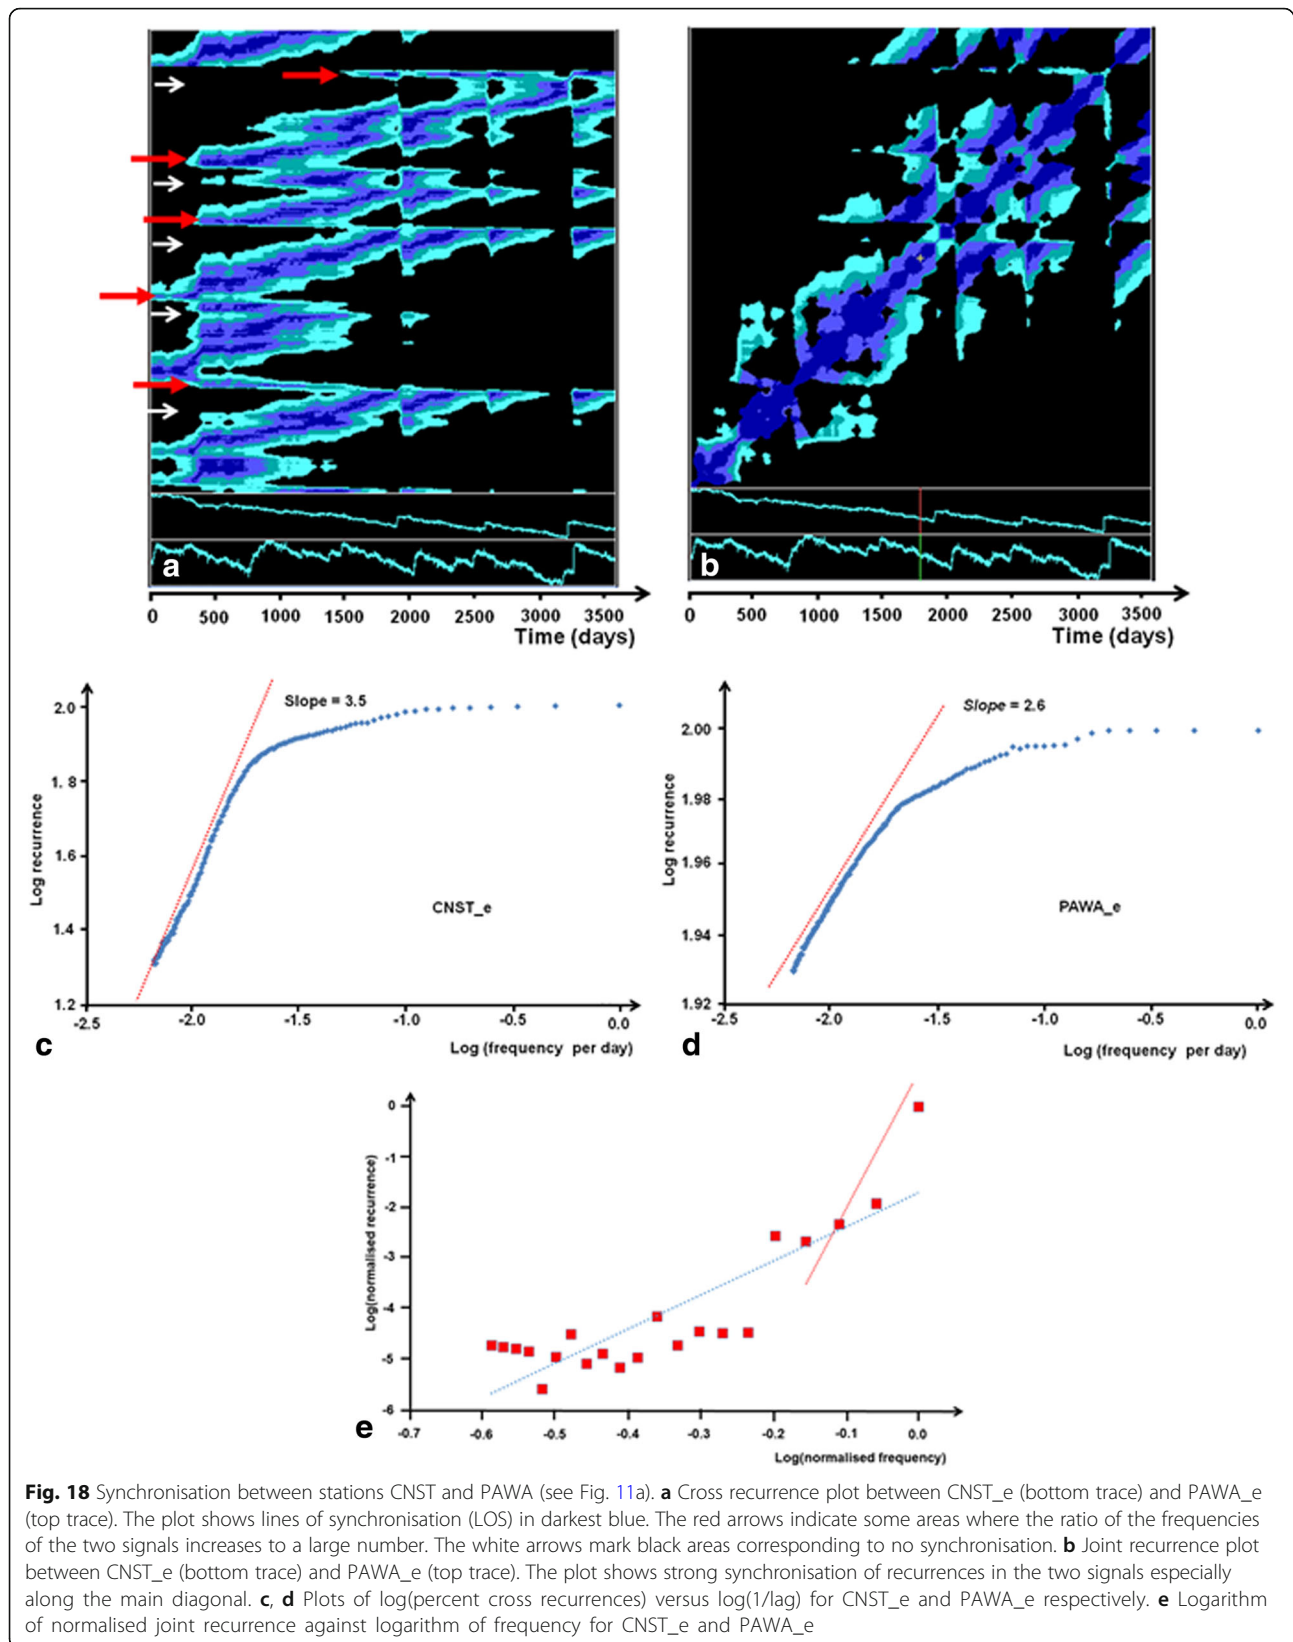 a
b
0 500 1000 1500 2000 2500 3000 3500
Time (days)
0 500 1000 1500 2000 2500 3000 3500
Time (days)
Slope = 3.5
2.0
1. 8
1.6
1.4
1.2
Log recurrence
CNST_e
-2.5 -2.0 -1.5 -1.0 -0.5 0.0
Log (frequency per day)
c
Slope = 2.6
2.00
1.98
1.96
1.94
1.92
Log recurrence
PAWA_e
-2.5 -2.0 -1.5 -1.0 -0.5 0.0
Log (frequency per day)
d
0
-1
-2
-3
-4
-5
-6
Log(normalised recurrence)
-0.7 -0.6 -0.5 -0.4 -0.3 -0.2 -0.1 0.0
Log(normalised frequency)
e
Fig. 18 Synchronisation between stations CNST and PAWA (see Fig. 11a). a Cross recurrence plot between CNST_e (bottom trace) and PAWA_e
(top trace). The plot shows lines of synchronisation (LOS) in darkest blue. The red arrows indicate some areas where the ratio of the frequencies
of the two signals increases to a large number. The white arrows mark black areas corresponding to no synchronisation. b Joint recurrence plot
between CNST_e (bottom trace) and PAWA_e (top trace). The plot shows strong synchronisation of recurrences in the two signals especially
along the main diagonal. c, d Plots of log(percent cross recurrences) versus log(1/lag) for CNST_e and PAWA_e respectively. e Logarithm
of normalised joint recurrence against logarithm of frequency for CNST_e and PAWA_e